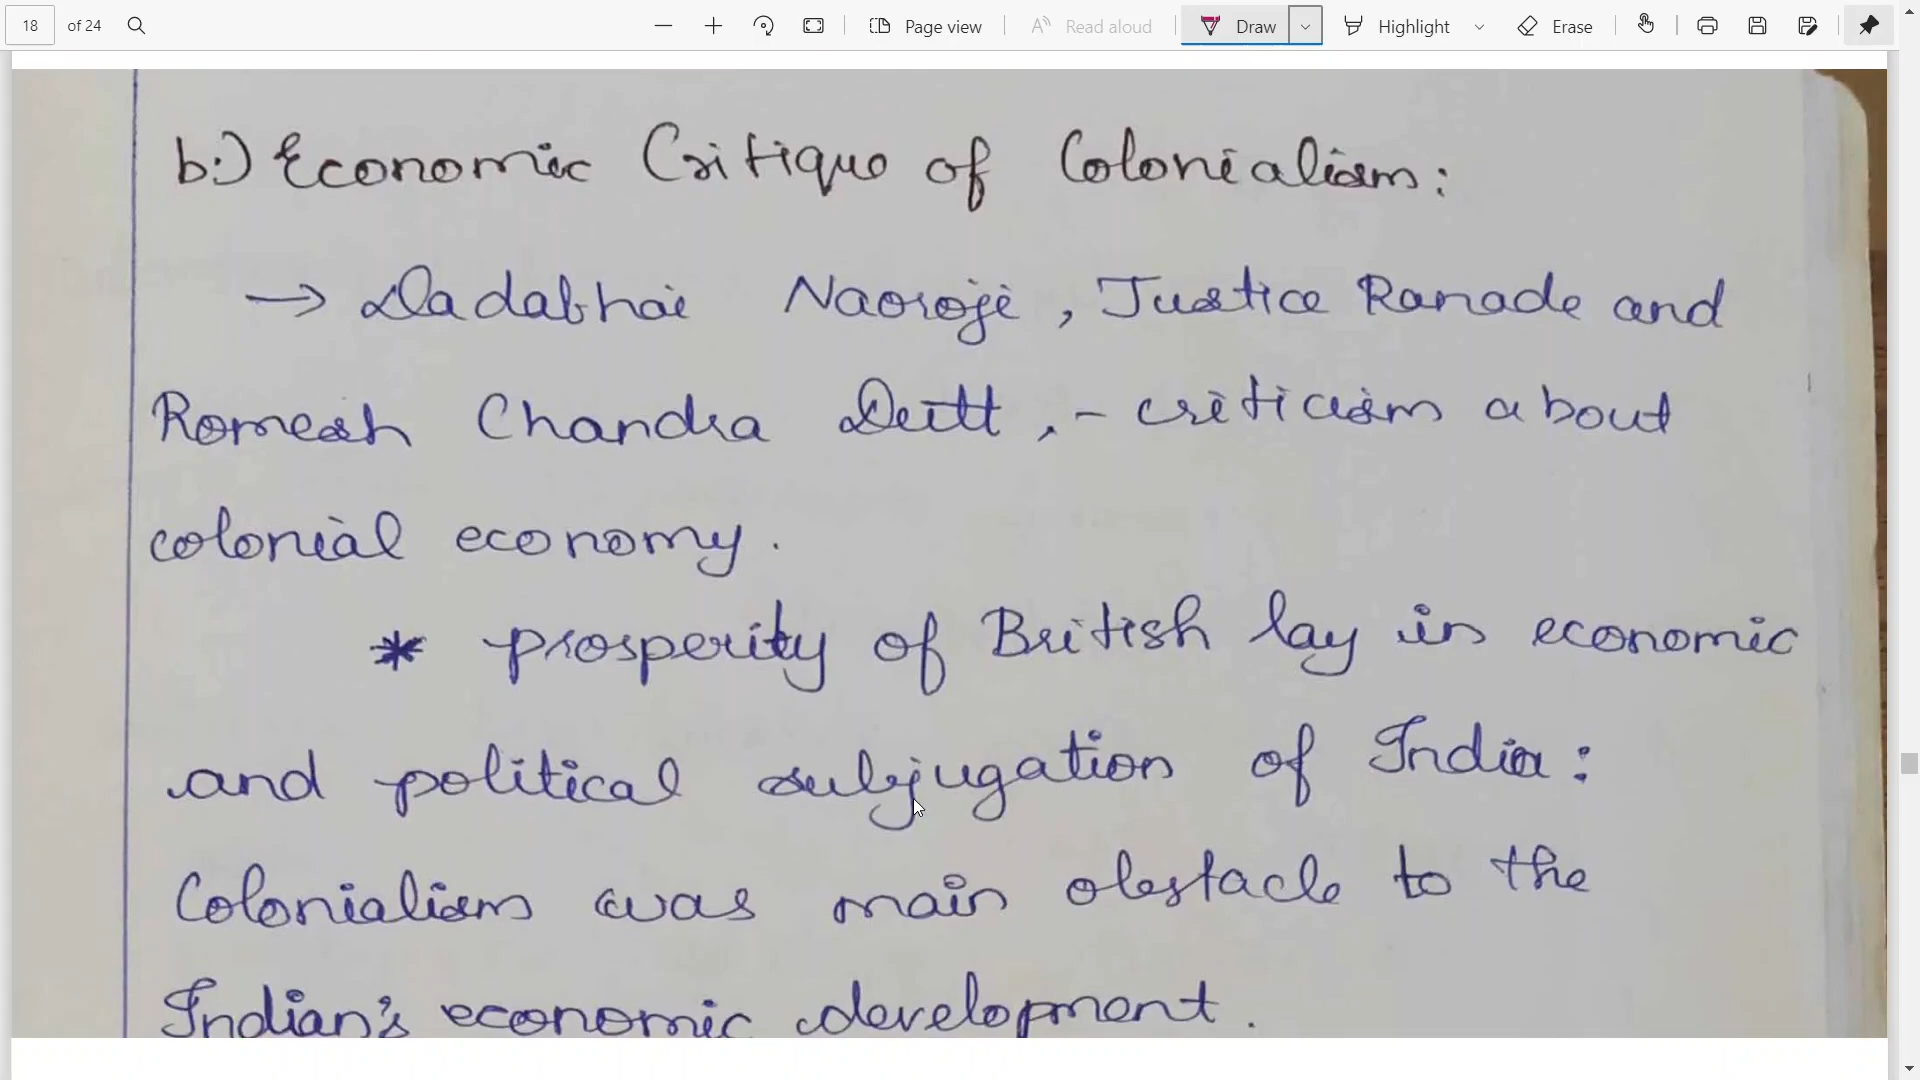 18 of 24 Page view Read aloud Draw Highlight Erase
b.) Economic Critique of Colonialism:
→ Dadabhai Naoroji, Justice Ranade and
Romesh Chandra Dutt, - criticism about
colonial economy.
* prosperity of British lay in economic
and political subjugation of India:
Colonialism was main obstacle to the
Indian's economic development.